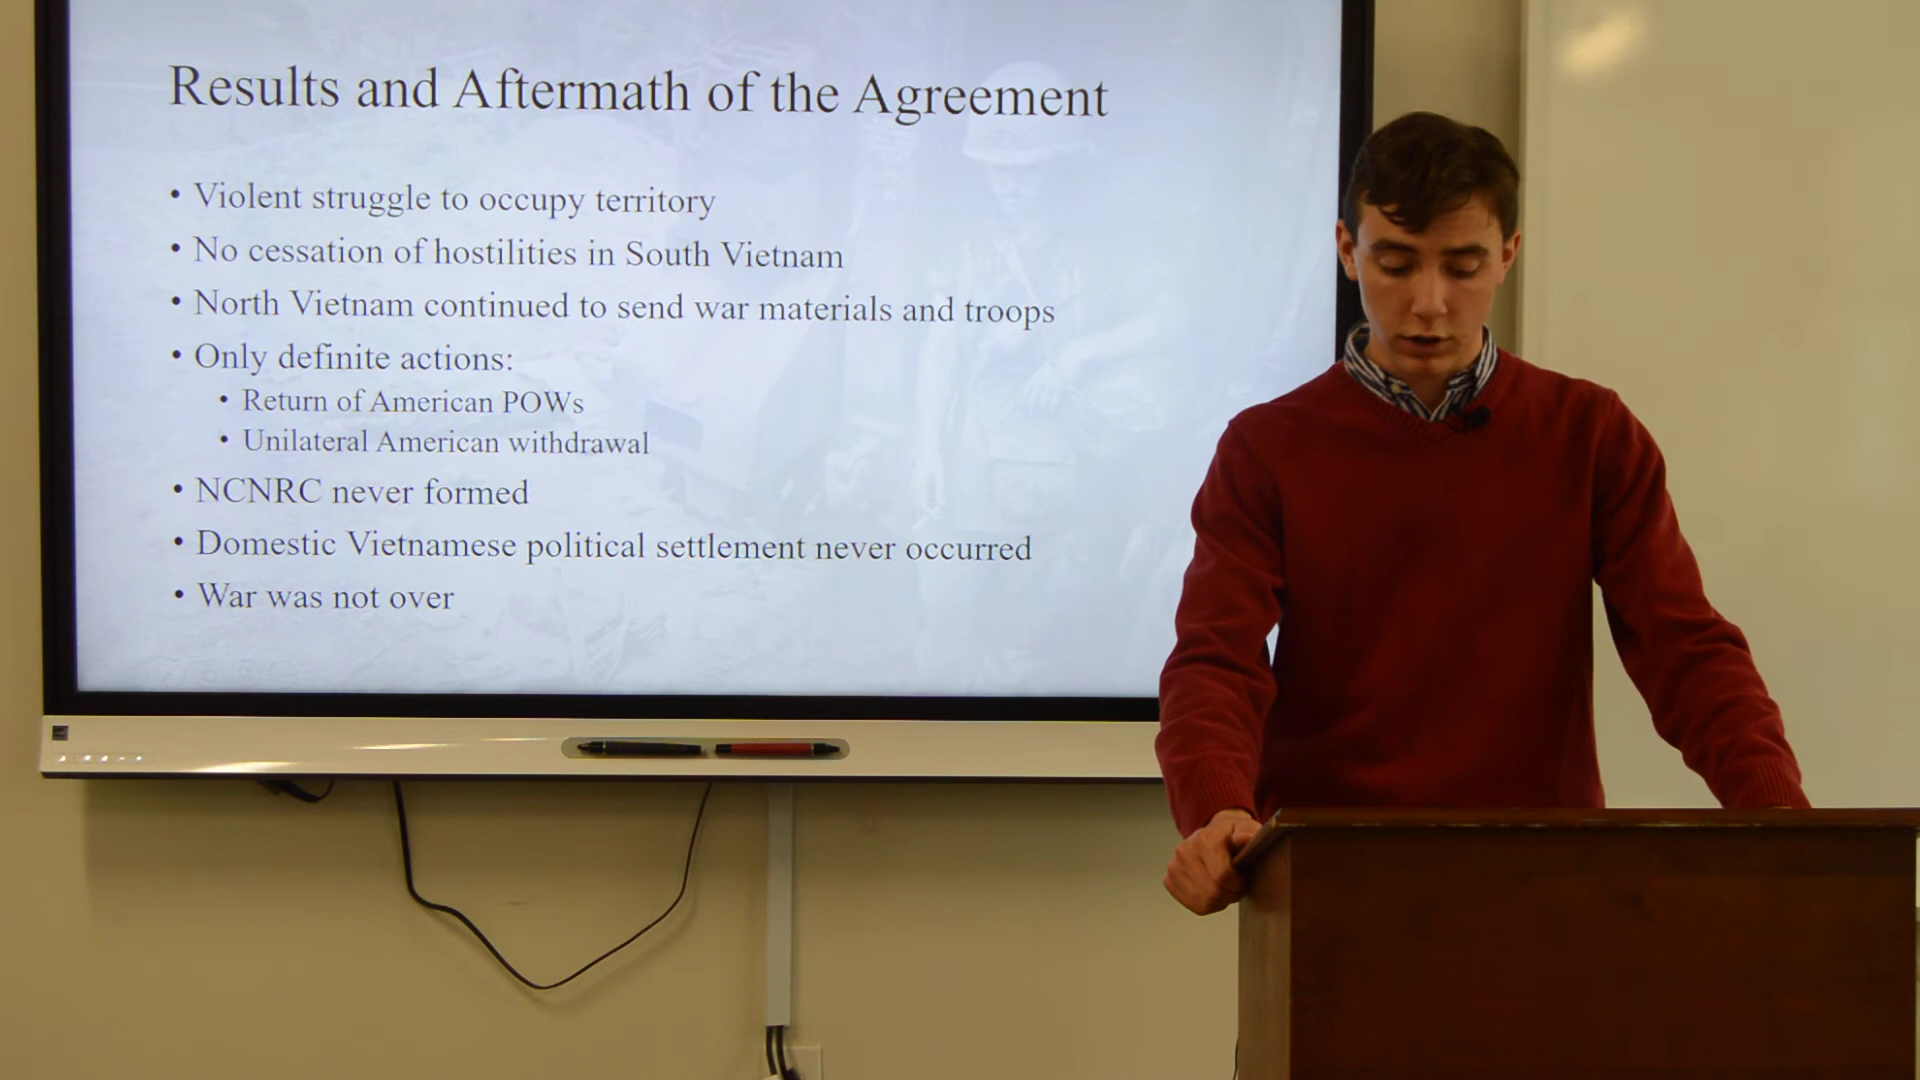 Results and Aftermath of the Agreement
• Violent struggle to occupy territory
• No cessation of hostilities in South Vietnam
• North Vietnam continued to send war materials and troops
• Only definite actions:
• Return of American POWs
• Unilateral American withdrawal
• NCNRC never formed
• Domestic Vietnamese political settlement never occurred
• War was not over